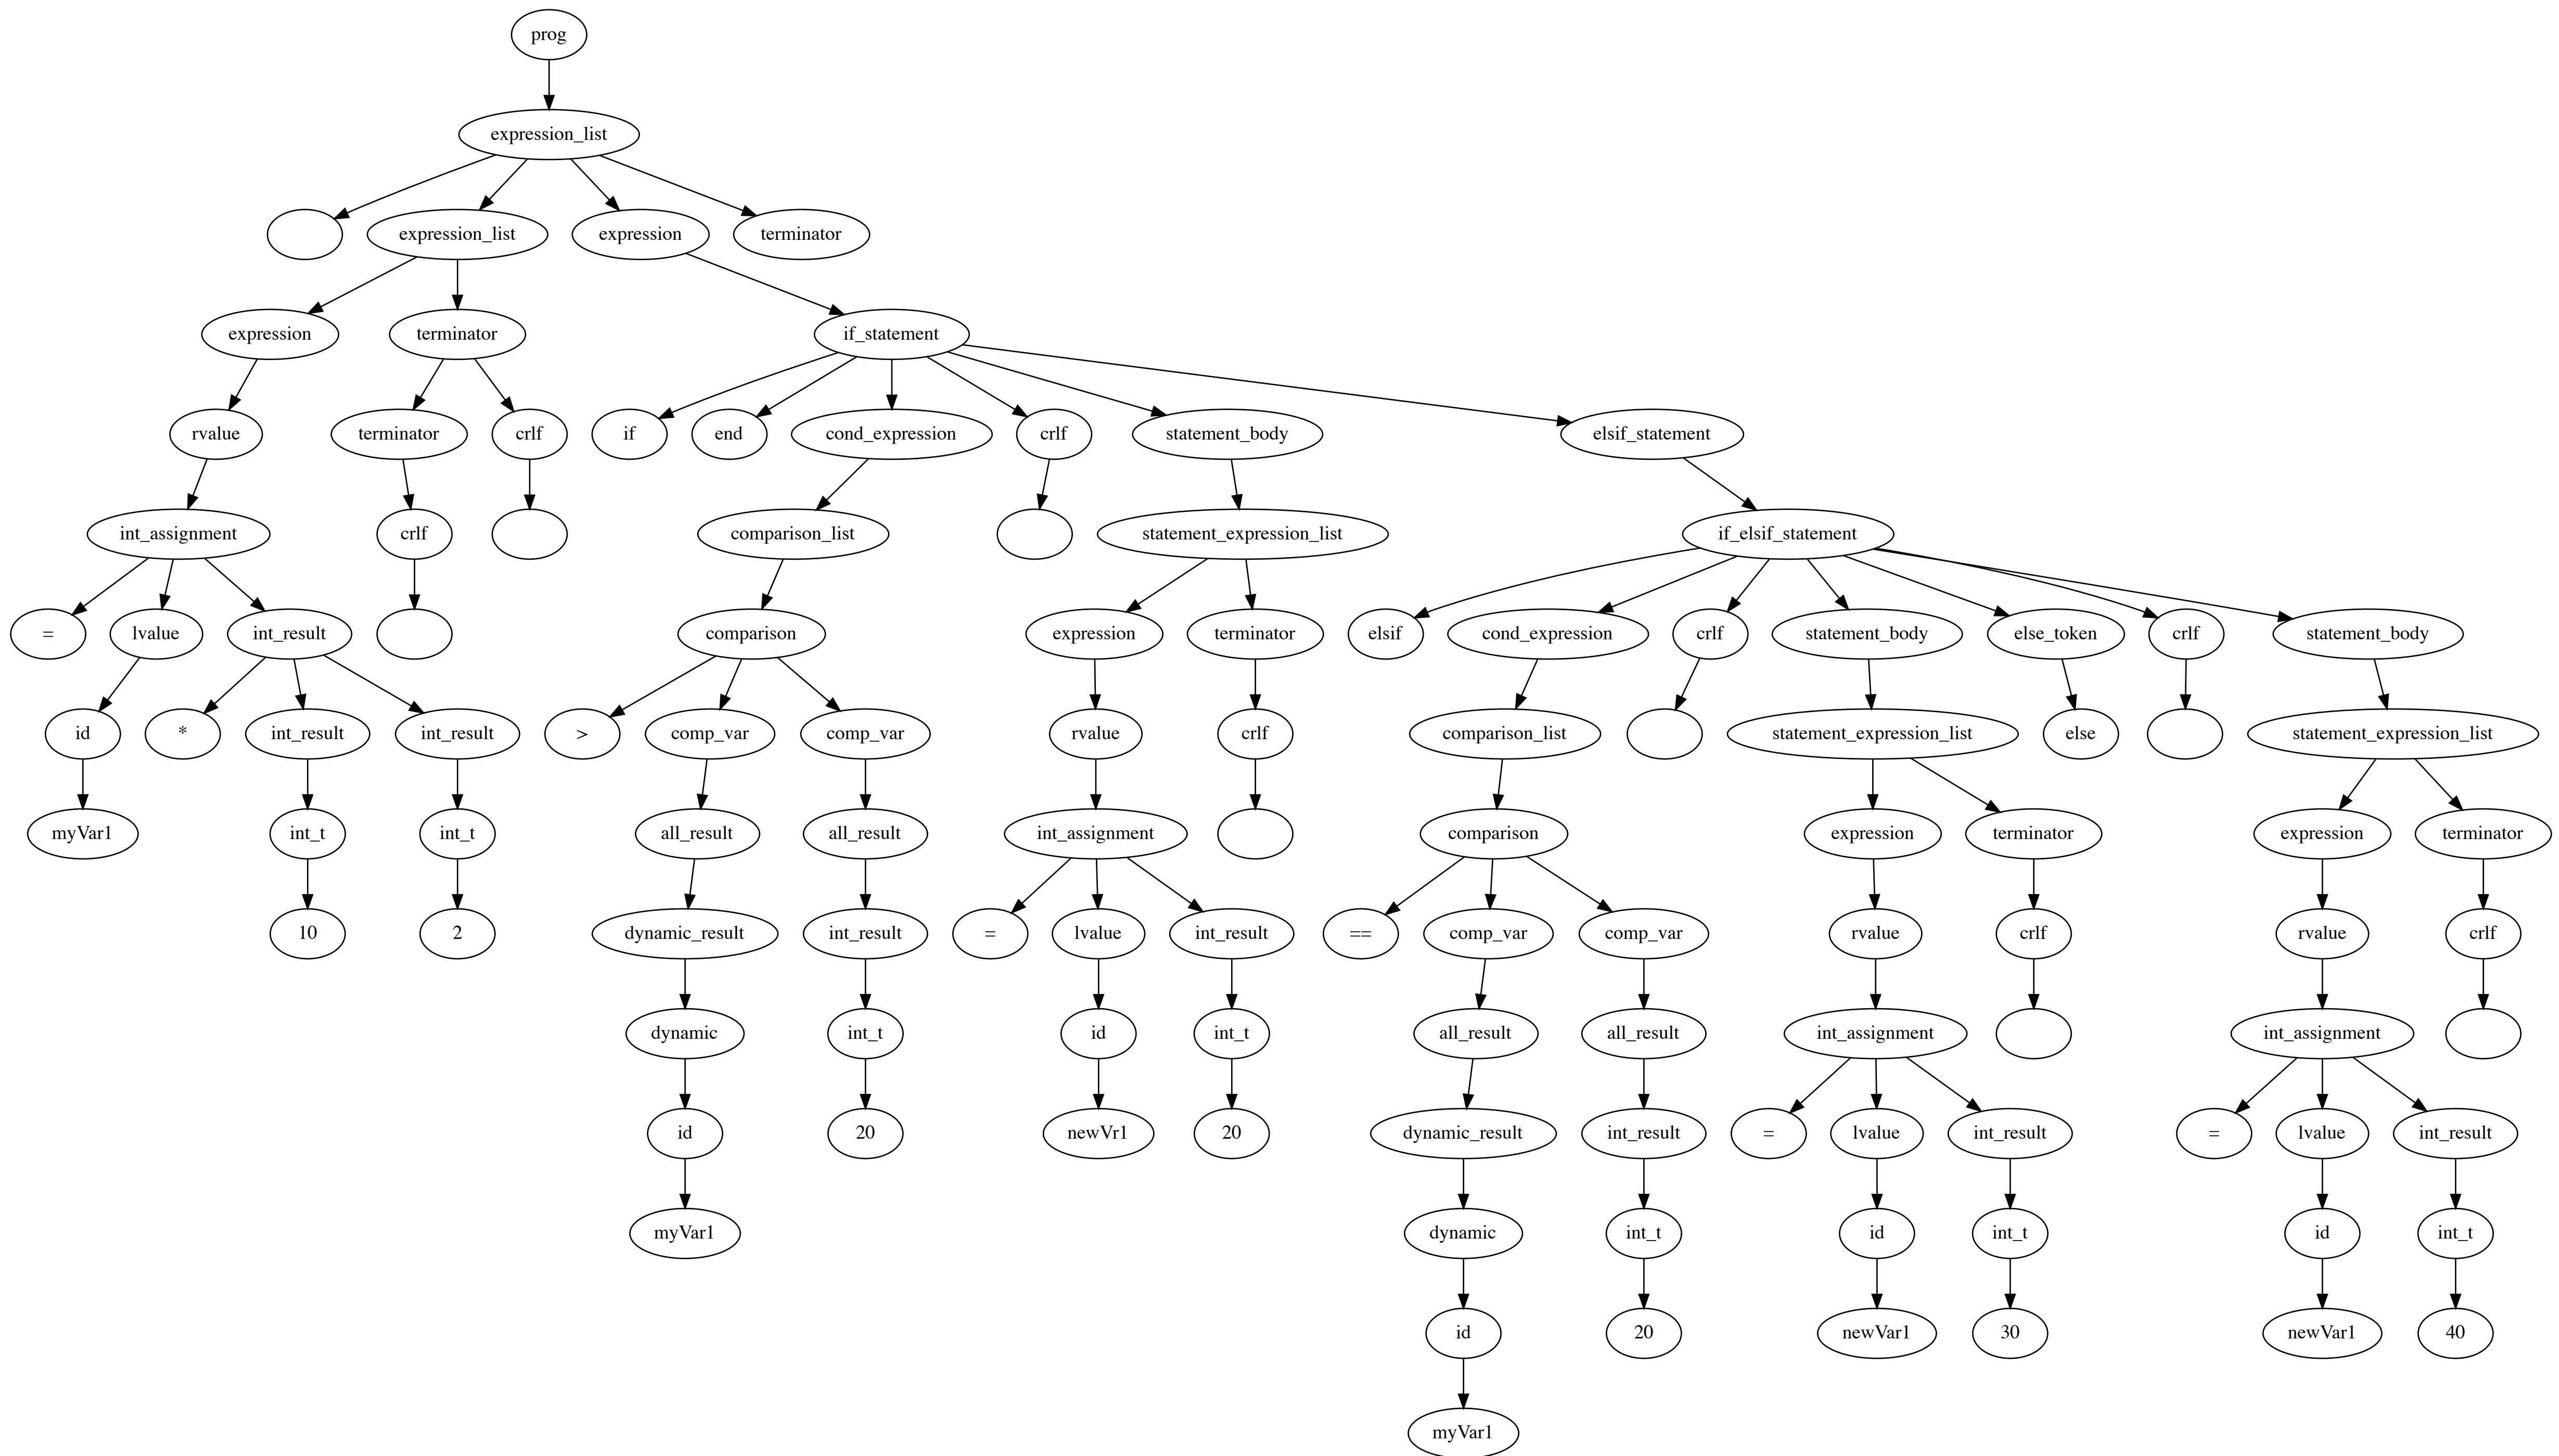 prog
expression_list
expression_list expression terminator
expression terminator if_statement
rvalue terminator crlf if end cond_expression crlf statement_body elsif_statement
int_assignment crlf comparison_list statement_expression_list if_elsif_statement
= lvalue int_result comparison expression terminator elsif cond_expression crlf statement_body else_token crlf statement_body
id * int_result int_result > comp_var comp_var rvalue crlf comparison_list statement_expression_list else statement_expression_list
myVar1 int_t int_t all_result all_result int_assignment comparison expression terminator expression terminator
10 2 dynamic_result int_result = lvalue int_result == comp_var comp_var rvalue crlf rvalue crlf
dynamic int_t id int_t all_result all_result int_assignment int_assignment
id 20 newVr1 20 dynamic_result int_result = lvalue int_result = lvalue int_result
myVar1 dynamic int_t id int_t id int_t
id 20 newVar1 30 newVar1 40
myVar1